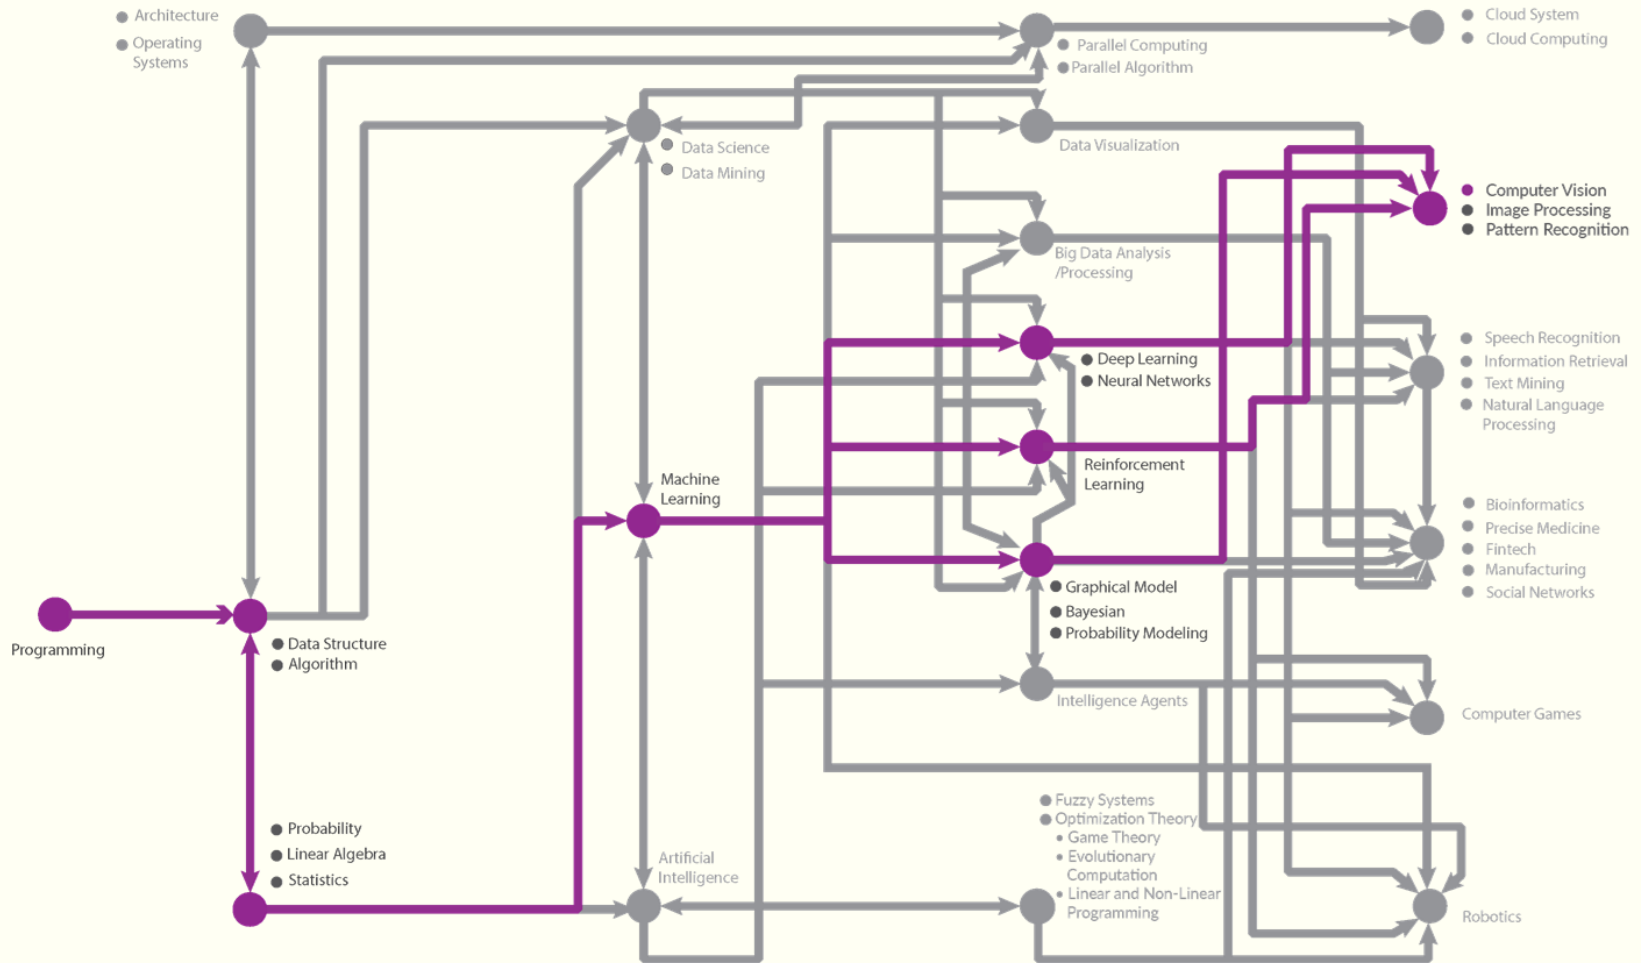 Architecture
Operating
Systems
Parallel Computing
Parallel Algorithm
Cloud System
Cloud Computing
Data Science
Data Mining
Data Visualization
Computer Vision
Image Processing
Pattern Recognition
Big Data Analysis
/Processing
Deep Learning
Neural Networks
Speech Recognition
Information Retrieval
Text Mining
Natural Language
Processing
Machine
Learning
Reinforcement
Learning
Bioinformatics
Precise Medicine
Fintech
Manufacturing
Social Networks
Graphical Model
Bayesian
Probability Modeling
Programming
Data Structure
Algorithm
Intelligence Agents
Computer Games
Probability
Linear Algebra
Statistics
Artificial
Intelligence
Fuzzy Systems
Optimization Theory
Game Theory
Evolutionary
Computation
Linear and Non-Linear
Programming
Robotics